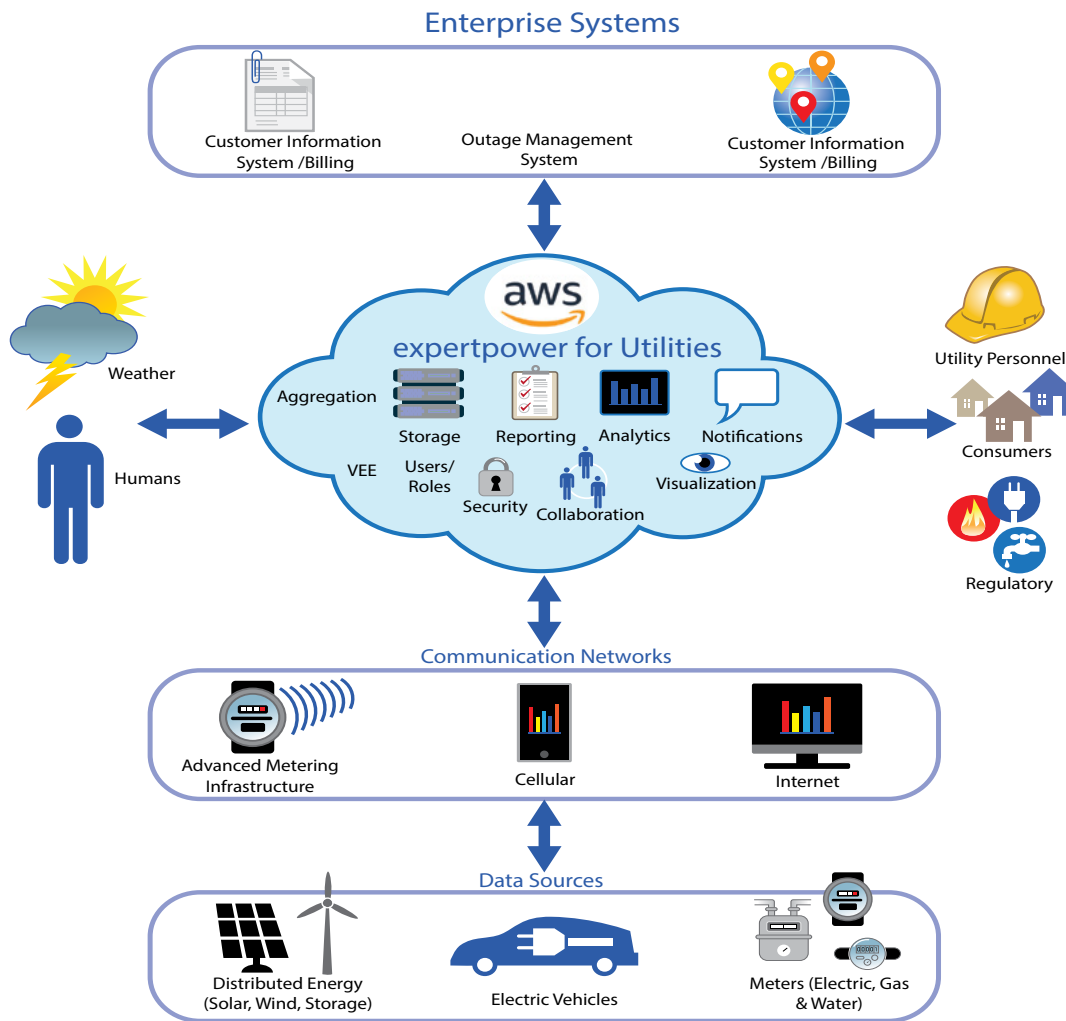 Enterprise Systems
Customer Information
System /Billing
Outage Management
System
Customer Information
System /Billing
aws
expertpower for Utilities
Aggregation
Storage
Reporting
Analytics
Notifications
VEE
Users/
Roles
Security
Collaboration
Visualization
Weather
Humans
Utility Personnel
Consumers
Regulatory
Communication Networks
Advanced Metering
Infrastructure
Cellular
Internet
Data Sources
Distributed Energy
(Solar, Wind, Storage)
Electric Vehicles
Meters (Electric, Gas
& Water)